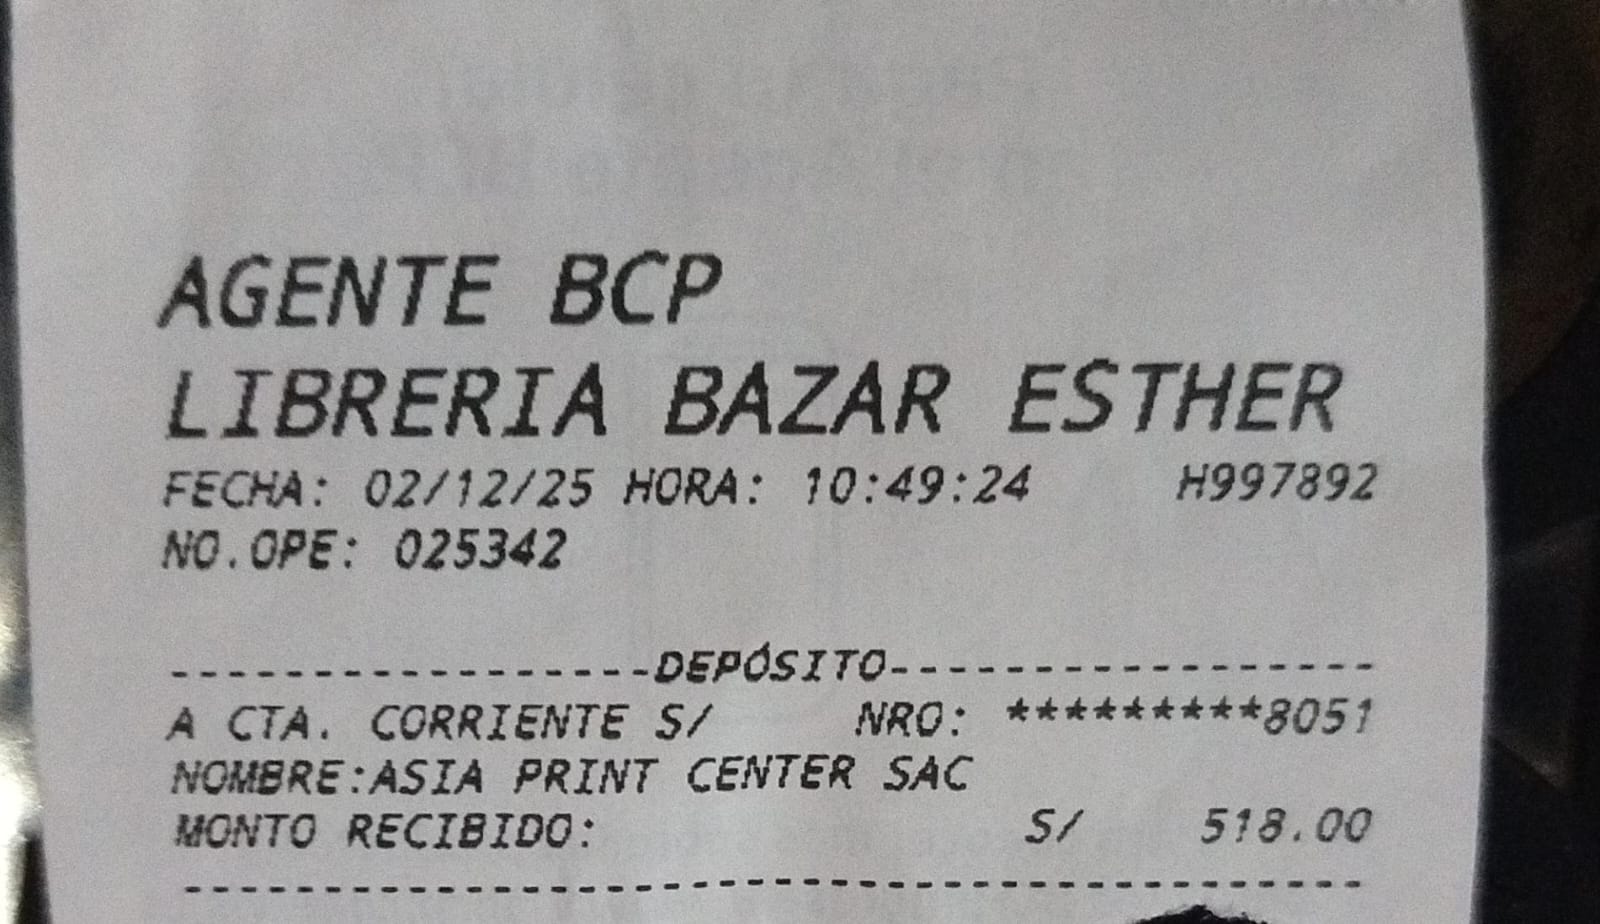 AGENTE BCP
LIBRERIA BAZAR ESTHER
FECHA: 02/12/25 HORA: 10:49:24 H997892
NO.OPE: 025342
-----------------DEPÓSITO-----------------
A CTA. CORRIENTE S/ NRO: *********8051
NOMBRE:ASIA PRINT CENTER SAC
MONTO RECIBIDO: S/ 518.00
------------------------------------------